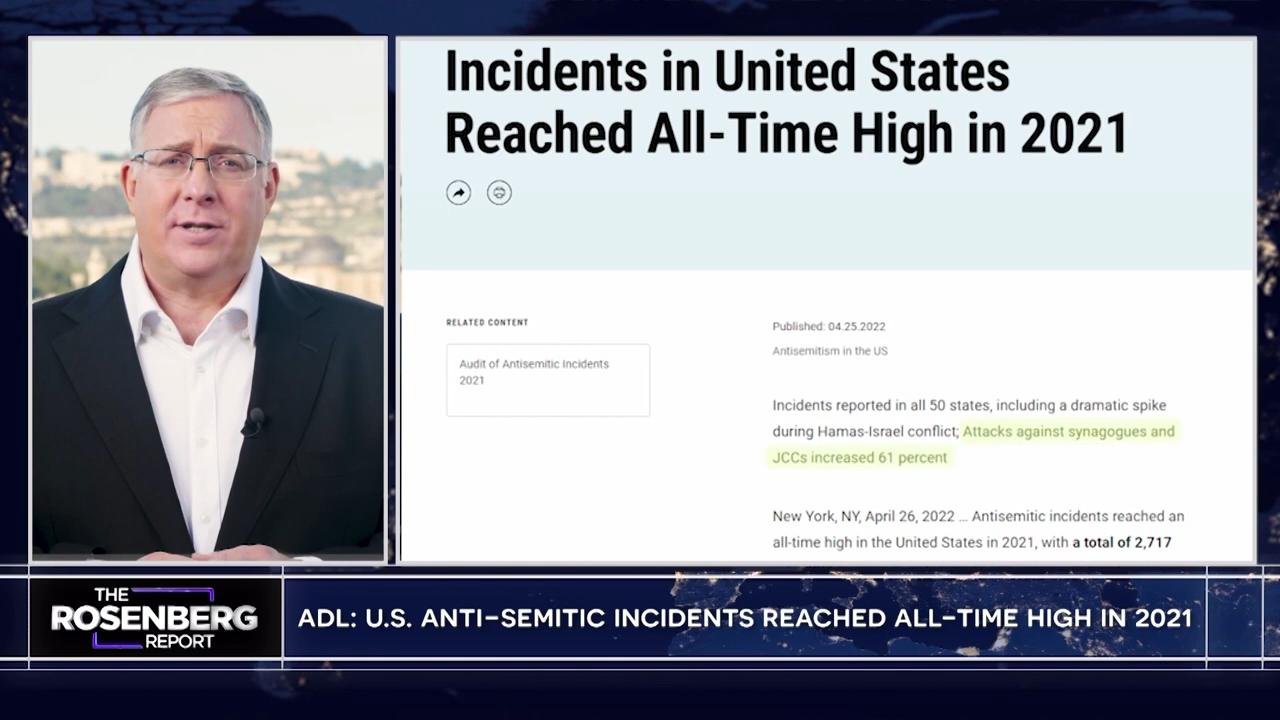 Incidents in United States
Reached All-Time High in 2021
RELATED CONTENT
Audit of Antisemitic Incidents
2021
Published: 04.25.2022
Antisemitism in the US
Incidents reported in all 50 states, including a dramatic spike
during Hamas-Israel conflict; Attacks against synagogues and
JCCs increased 61 percent
New York, NY, April 26, 2022 ... Antisemitic incidents reached an
all-time high in the United States in 2021, with a total of 2,717
THE
ROSENBERG
REPORT
ADL: U.S. ANTI-SEMITIC INCIDENTS REACHED ALL-TIME HIGH IN 2021